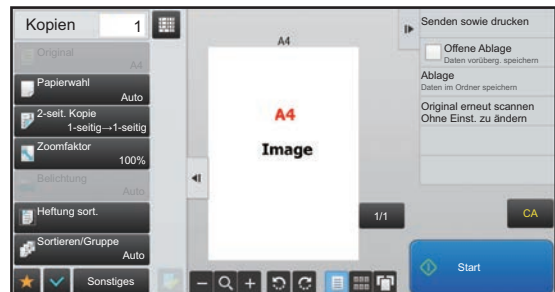 Kopien 1
Original
A4
Papierwahl
Auto
2-seit. Kopie
1-seitig→1-seitig
Zoomfaktor
100%
Belichtung
Auto
Heftung sort.
Sortieren/Gruppe
Auto
Sonstiges
A4
A4
Image
1/1
Senden sowie drucken
Offene Ablage
Daten vorüberg. speichern
Ablage
Daten im Ordner speichern
Original erneut scannen
Ohne Einst. zu ändern
CA
Start